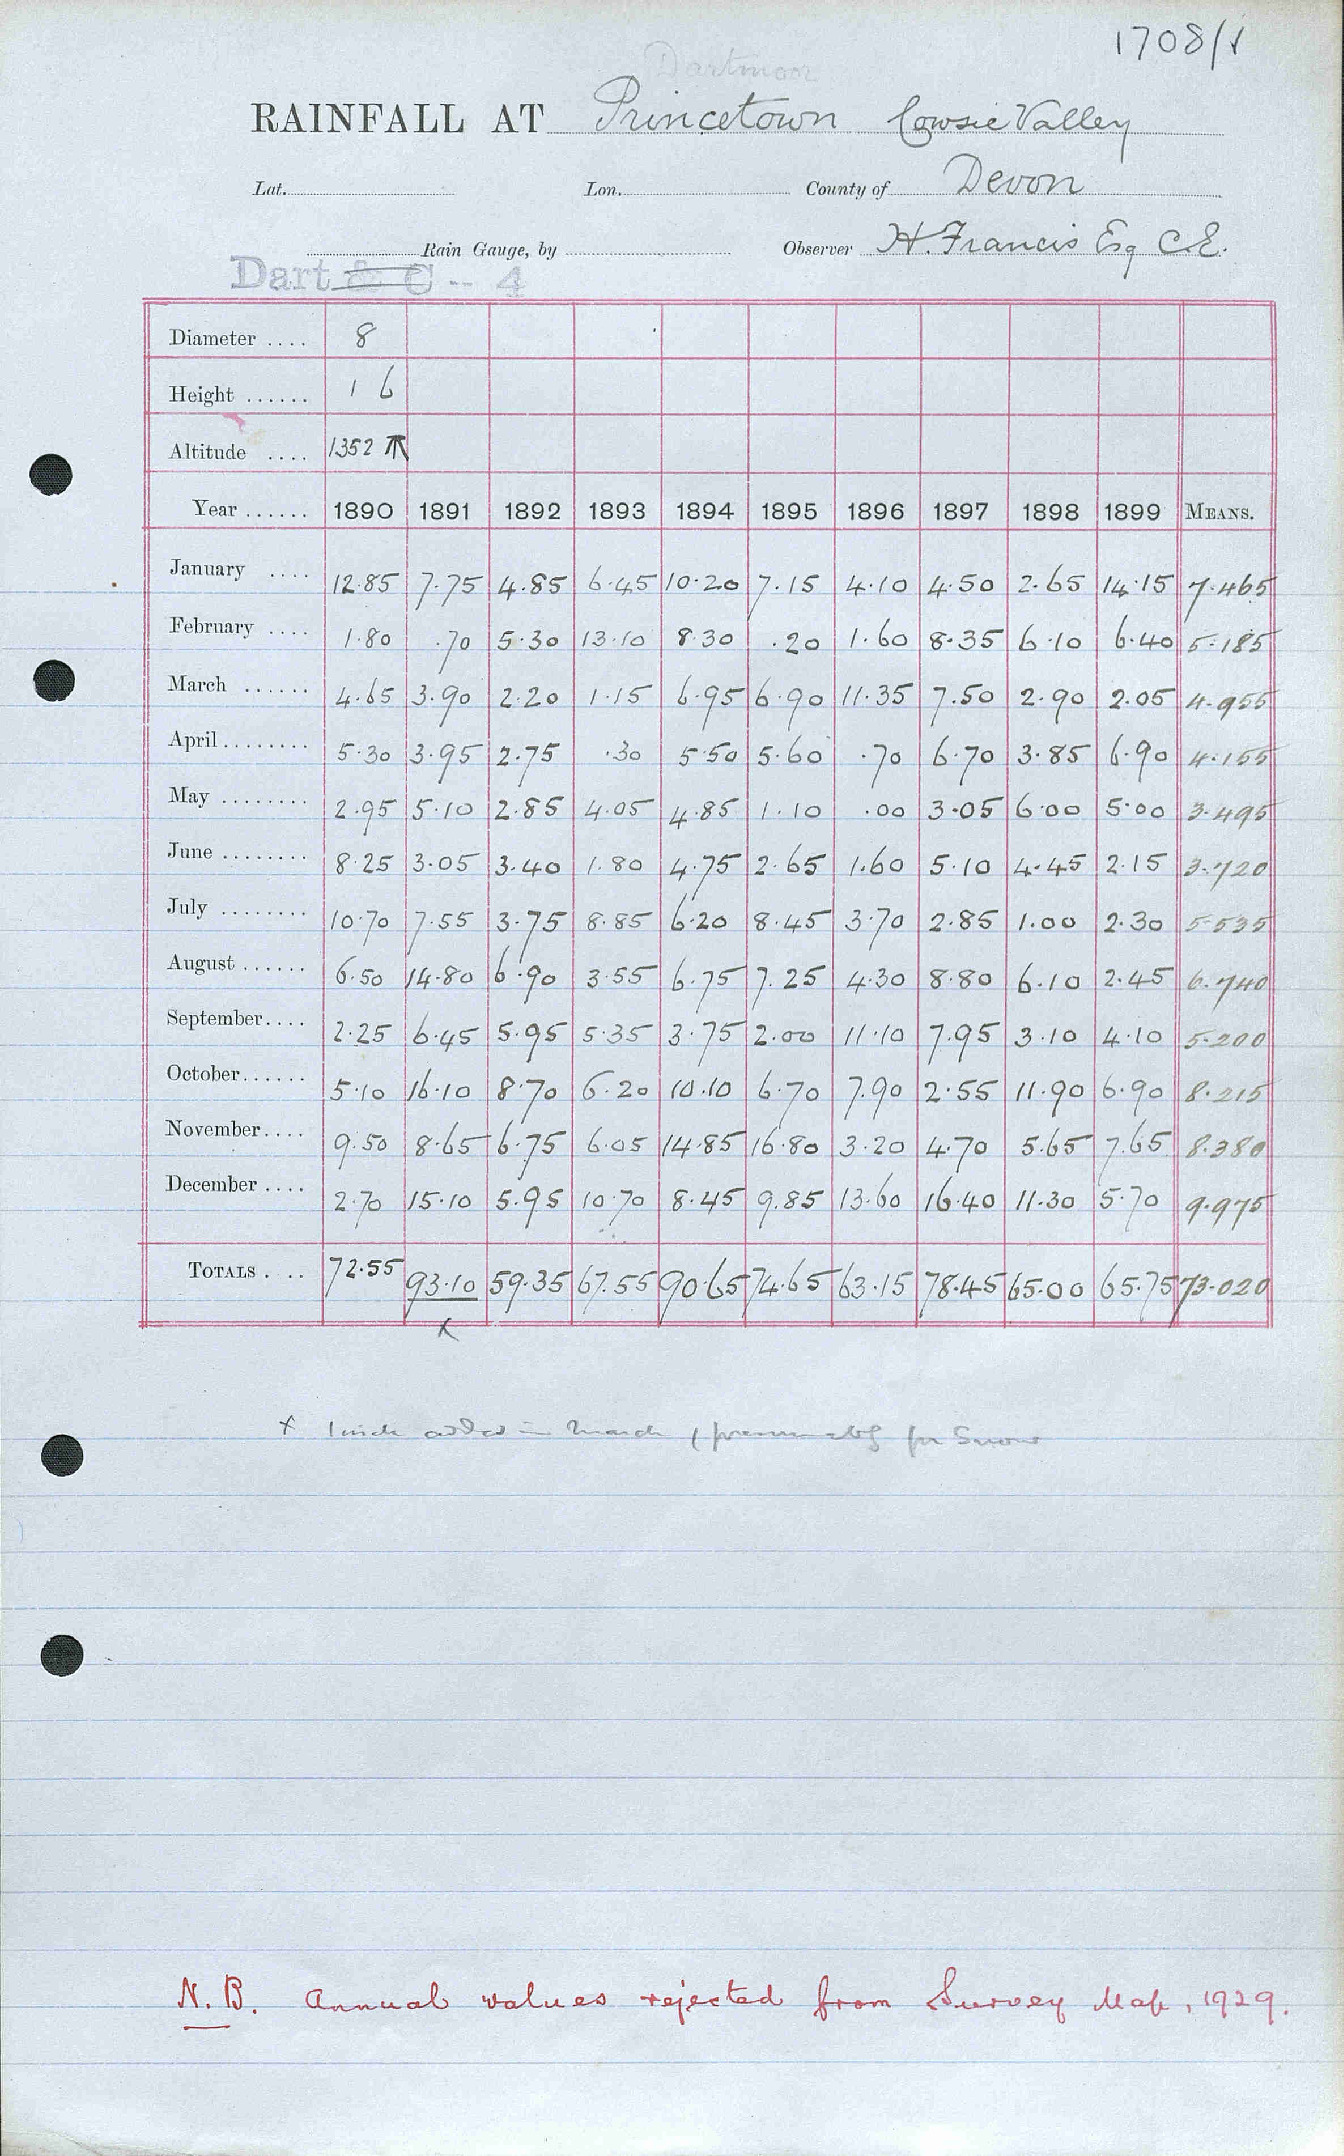 1708/1
Dartmoor
RAINFALL AT Princetown Cowsic Valley
Lat. Lon. County of Devon
Rain Gauge, by Observer H. Francis Esq C.E.
Dart & C -- 4
Diameter .... 8
Height ...... 1 6
Altitude .... 1352
Year ...... 1890 1891 1892 1893 1894 1895 1896 1897 1898 1899 MEANS.
January .... 12.85 7.75 4.85 6.45 10.20 7.15 4.10 4.50 2.65 14.15 7.465
February .... 1.80 .70 5.30 13.10 8.30 .20 1.60 8.35 6.10 6.40 5.185
March ...... 4.65 3.90 2.20 1.15 6.95 6.90 11.35 7.50 2.90 2.05 4.955
April ........ 5.30 3.95 2.75 .30 5.50 5.60 .70 6.70 3.85 6.90 4.155
May ........ 2.95 5.10 2.85 4.05 4.85 1.10 .00 3.05 6.00 5.00 3.495
June ........ 8.25 3.05 3.40 1.80 4.75 2.65 1.60 5.10 4.45 2.15 3.720
July ........ 10.70 7.55 3.75 8.85 6.20 8.45 3.70 2.85 1.00 2.30 5.535
August ...... 6.50 14.80 6.90 3.55 6.75 7.25 4.30 8.80 6.10 2.45 6.740
September.... 2.25 6.45 5.95 5.35 3.75 2.00 11.10 7.95 3.10 4.10 5.200
October...... 5.10 16.10 8.70 6.20 10.10 6.70 7.90 2.55 11.90 6.90 8.215
November.... 9.50 8.65 6.75 6.05 14.85 16.80 3.20 4.70 5.65 7.65 8.380
December .... 2.70 15.10 5.95 10.70 8.45 9.85 13.60 16.40 11.30 5.70 9.975
TOTALS . .. 72.55 93.10 59.35 67.55 90.65 74.65 63.15 78.45 65.00 65.75 73.020
x
x 1 inch added in March (presumably for Snow
N.B. Annual values rejected from Survey Map, 1929.